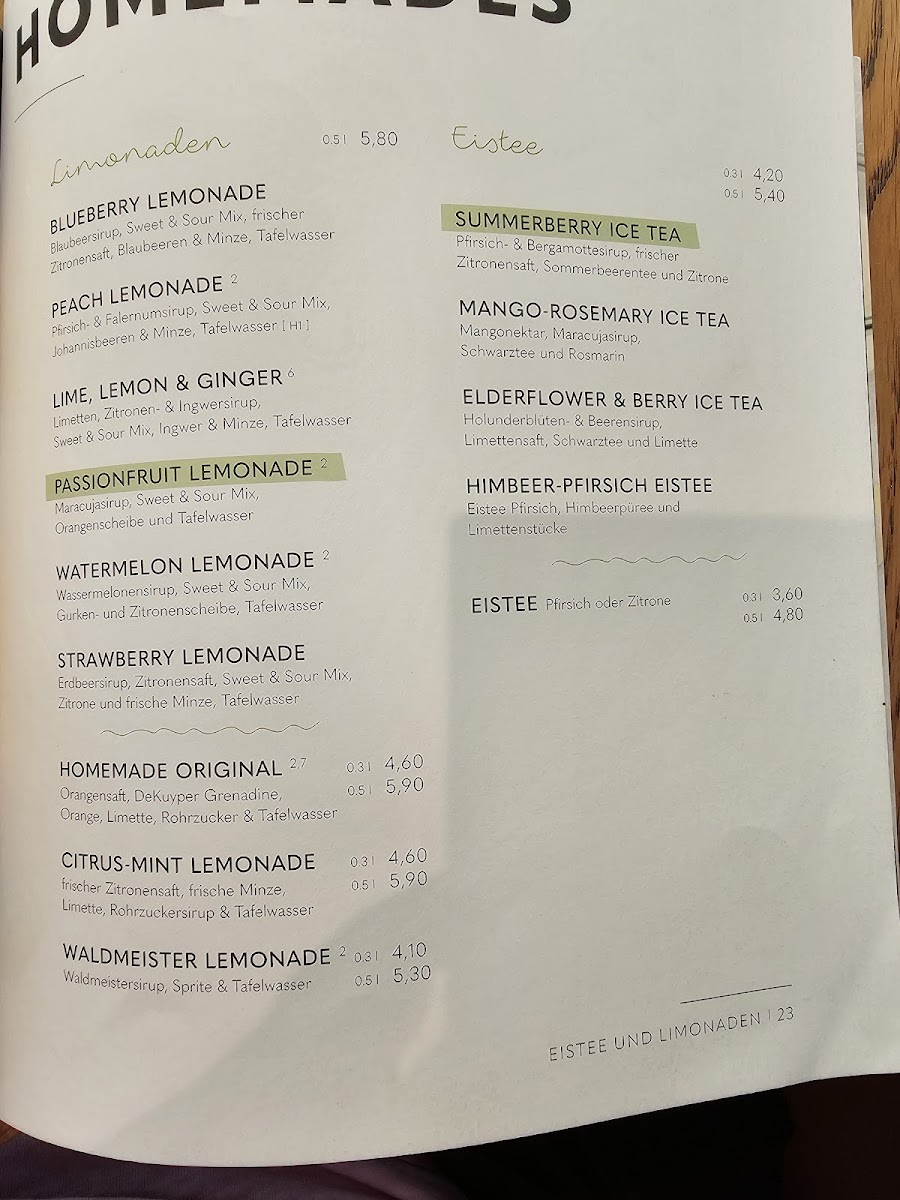 HOMEMADES
Limonaden 0.5 l 5,80
BLUEBERRY LEMONADE
Blaubeersirup, Sweet & Sour Mix, frischer
Zitronensaft, Blaubeeren & Minze, Tafelwasser
PEACH LEMONADE 2
Pfirsich- & Falernumsirup, Sweet & Sour Mix,
Johannisbeeren & Minze, Tafelwasser [ H1 ]
LIME, LEMON & GINGER 6
Limetten, Zitronen- & Ingwersirup,
Sweet & Sour Mix, Ingwer & Minze, Tafelwasser
PASSIONFRUIT LEMONADE 2
Maracujasirup, Sweet & Sour Mix,
Orangenscheibe und Tafelwasser
WATERMELON LEMONADE 2
Wassermelonensirup, Sweet & Sour Mix,
Gurken- und Zitronenscheibe, Tafelwasser
STRAWBERRY LEMONADE
Erdbeersirup, Zitronensaft, Sweet & Sour Mix,
Zitrone und frische Minze, Tafelwasser
HOMEMADE ORIGINAL 2,7 0.3 l 4,60
0.5 l 5,90
Orangensaft, DeKuyper Grenadine,
Orange, Limette, Rohrzucker & Tafelwasser
CITRUS-MINT LEMONADE 0.3 l 4,60
0.5 l 5,90
frischer Zitronensaft, frische Minze,
Limette, Rohrzuckersirup & Tafelwasser
WALDMEISTER LEMONADE 2 0.3 l 4,10
Waldmeistersirup, Sprite & Tafelwasser 0.5 l 5,30
Eistee
0.3 l 4,20
0.5 l 5,40
SUMMERBERRY ICE TEA
Pfirsich- & Bergamottesirup, frischer
Zitronensaft, Sommerbeerentee und Zitrone
MANGO-ROSEMARY ICE TEA
Mangonektar, Maracujasirup,
Schwarztee und Rosmarin
ELDERFLOWER & BERRY ICE TEA
Holunderblüten- & Beerensirup,
Limettensaft, Schwarztee und Limette
HIMBEER-PFIRSICH EISTEE
Eistee Pfirsich, Himbeerpüree und
Limettenstücke
EISTEE Pfirsich oder Zitrone 0.3 l 3,60
0.5 l 4,80
EISTEE UND LIMONADEN | 23